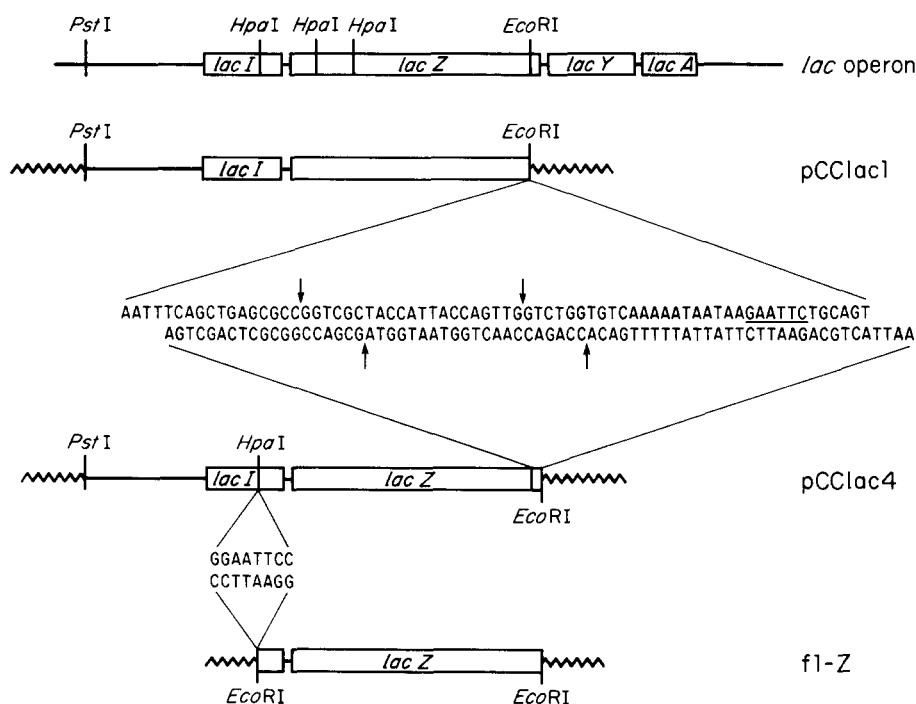 PstI HpaI HpaI HpaI EcoRI
lac I lac Z lac Y lac A lac operon
PstI EcoRI
lac I pCClac1
AATTTCAGCTGAGCGCCGGTCGCTACCATTACCAGTTGGTCTGGTGTCAAAAATAATAAGAATTCTGCAGT
AGTCGACTCGCGGCCAGCGATGGTAATGGTCAACCAGACCACAGTTTTTATTATTCTTAAGACGTCATTAA
PstI HpaI
lac I lac Z pCClac4
EcoRI
GGAATTCC
CCTTAAGG
lac Z f1-Z
EcoRI EcoRI